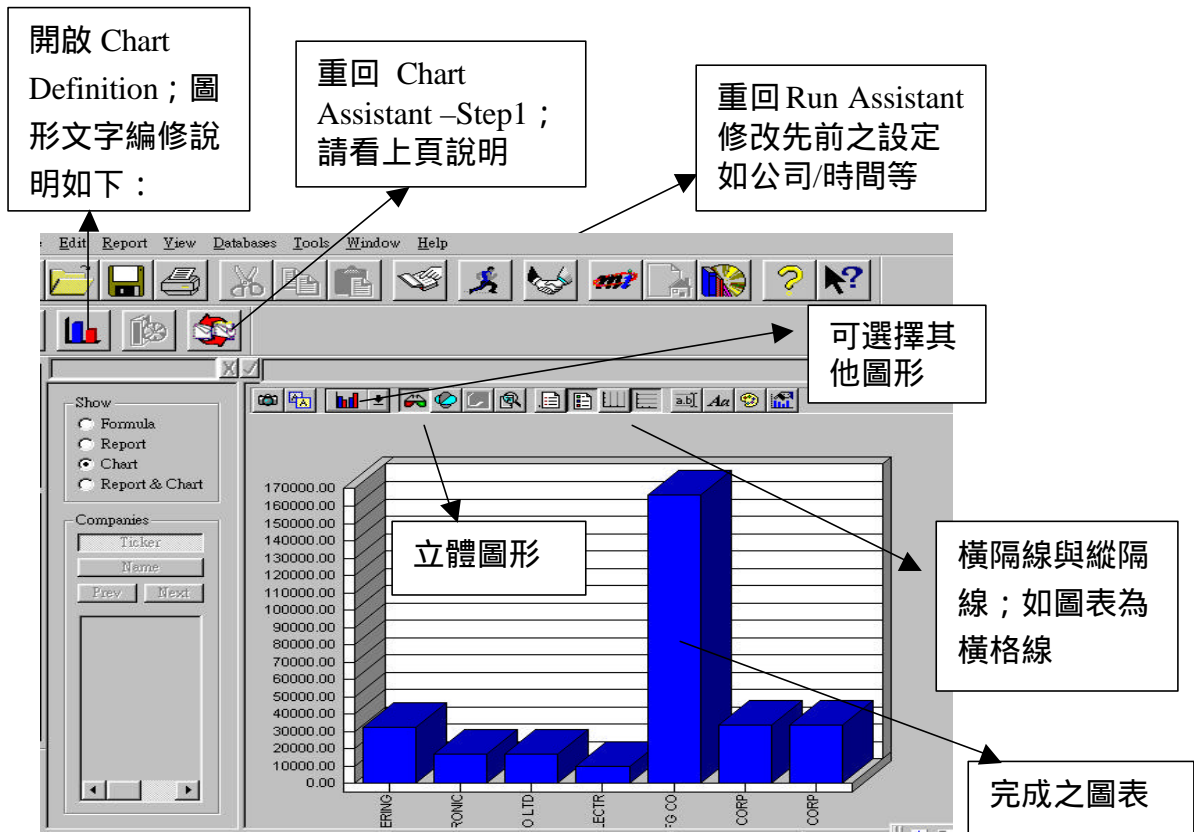 開啟 Chart
Definition；圖
形文字編修說
明如下：
重回 Chart
Assistant –Step1；
請看上頁說明
重回 Run Assistant
修改先前之設定
如公司/時間等
Edit Report View Databases Tools Window Help
可選擇其
他圖形
Show
Formula
Report
Chart
Report & Chart
Companies
Ticker
Name
Prev Next
a.b
Aa
立體圖形
橫隔線與縱隔
線；如圖表為
橫格線
完成之圖表
170000.00
160000.00
150000.00
140000.00
130000.00
120000.00
110000.00
100000.00
90000.00
80000.00
70000.00
60000.00
50000.00
40000.00
30000.00
20000.00
10000.00
0.00
ERING
RONIC
O LTD
LECTR
FG CO
CORP
CORP